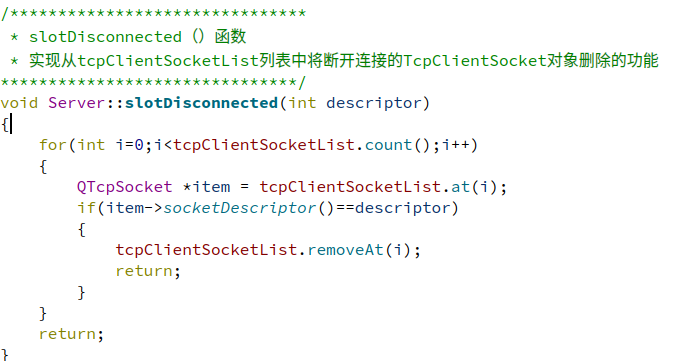 /*******************************
 * slotDisconnected（）函数
 * 实现从tcpClientSocketList列表中将断开连接的TcpClientSocket对象删除的功能
*******************************/
void Server::slotDisconnected(int descriptor)
{
    for(int i=0;i<tcpClientSocketList.count();i++)
    {
        QTcpSocket *item = tcpClientSocketList.at(i);
        if(item->socketDescriptor()==descriptor)
        {
            tcpClientSocketList.removeAt(i);
            return;
        }
    }
    return;
}